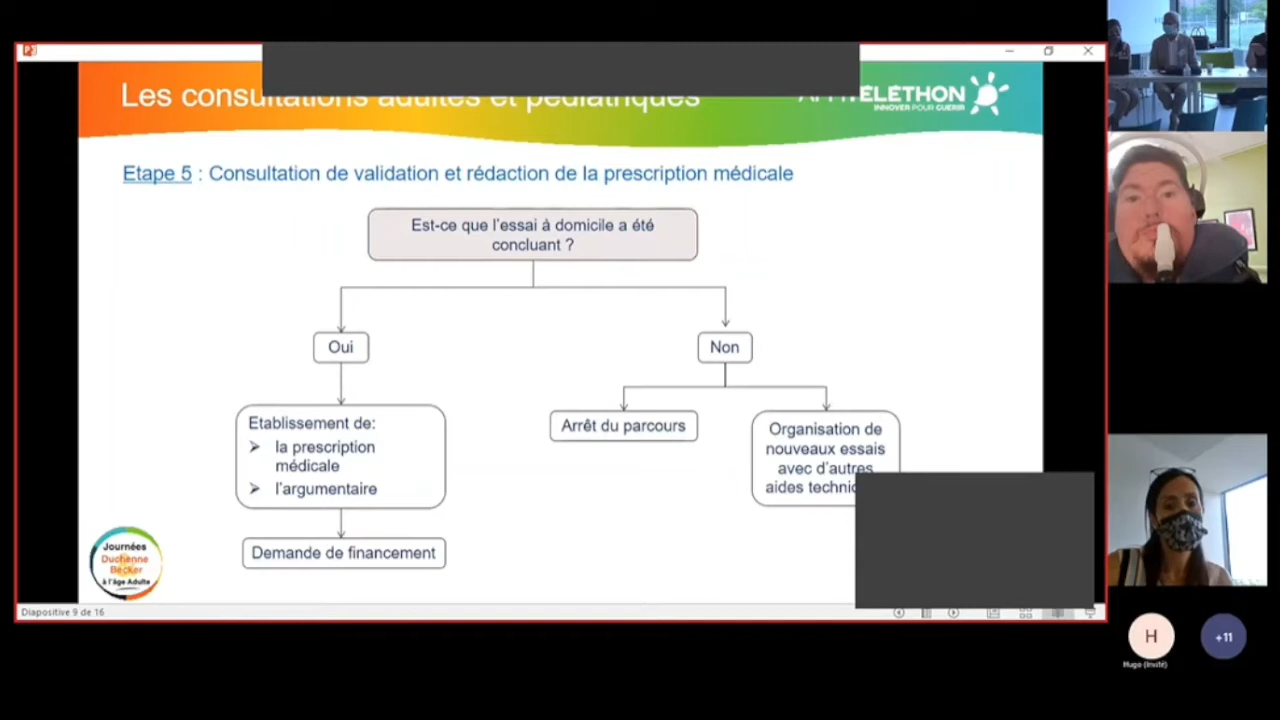 Les consultations adultes et pédiatriques
TELETHON
INNOVER POUR GUERIR
Etape 5 : Consultation de validation et rédaction de la prescription médicale
Est-ce que l'essai à domicile a été
concluant ?
Oui
Non
Etablissement de:
➢ la prescription
médicale
➢ l'argumentaire
Arrêt du parcours
Organisation de
nouveaux essais
avec d'autres
aides
Demande de financement
Journées
Duchenne
Becker
à l'âge Adulte
Diapositive 9 de 16
H
+11
Hugo (Invité)